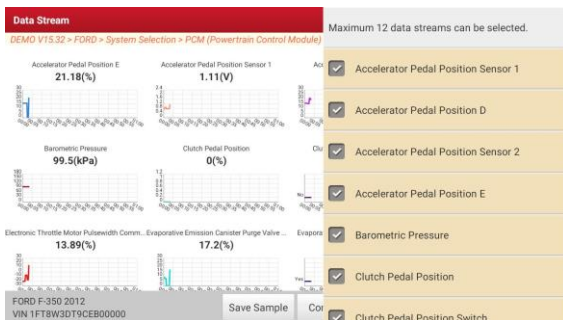 Data Stream
DEMO V15.32 > FORD > System Selection > PCM (Powertrain Control Module)
Accelerator Pedal Position E
21.18(%)
Accelerator Pedal Position Sensor 1
1.11(V)
Barometric Pressure
99.5(kPa)
Clutch Pedal Position
0(%)
Electronic Throttle Motor Pulsewidth Comm...
13.89(%)
Evaporative Emission Canister Purge Valve ...
17.2(%)
FORD F-350 2012
VIN 1FT8W3DT9CEB00000
Save Sample
Maximum 12 data streams can be selected.
Accelerator Pedal Position Sensor 1
Accelerator Pedal Position D
Accelerator Pedal Position Sensor 2
Accelerator Pedal Position E
Barometric Pressure
Clutch Pedal Position
Clutch Pedal Position Switch